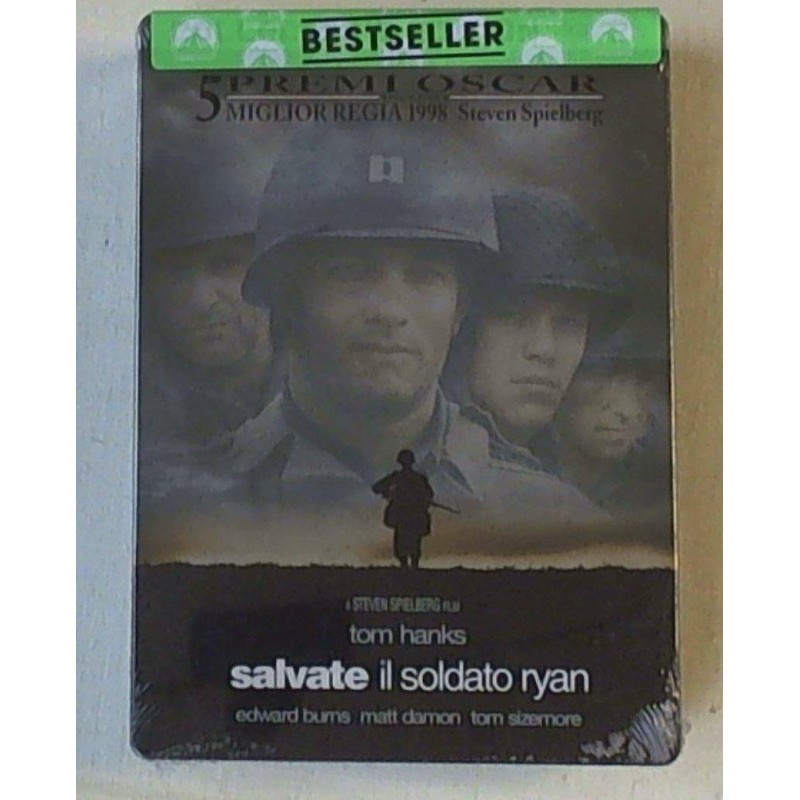 BESTSELLER
5 PREMI OSCAR
MIGLIOR REGIA 1998 Steven Spielberg
A STEVEN SPIELBERG FILM
tom hanks
salvate il soldato ryan
edward burns matt damon tom sizemore